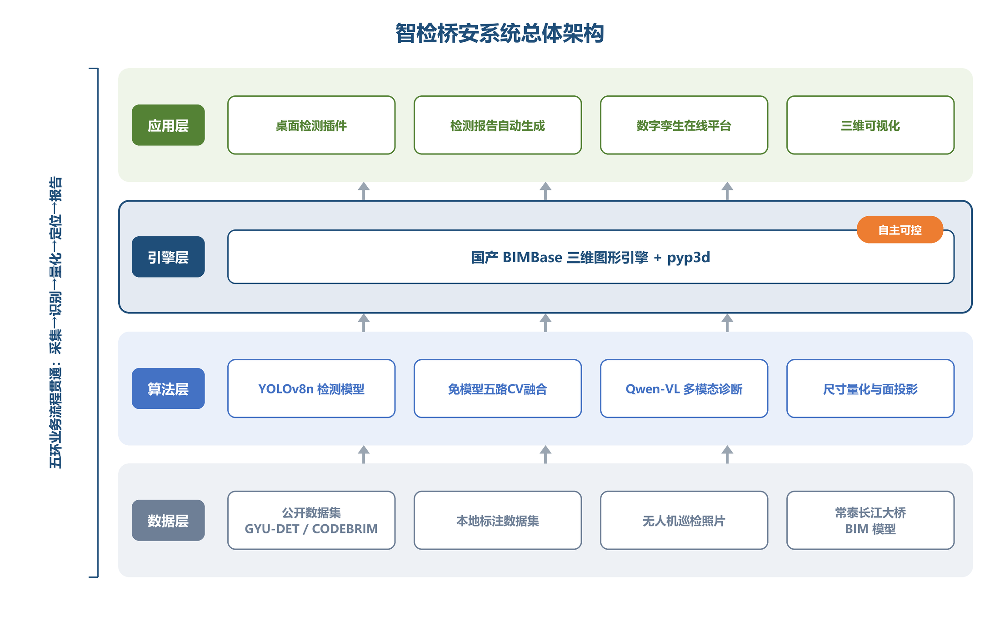 智检桥安系统总体架构
五环业务流程贯通：采集→识别→量化→定位→报告
应用层
桌面检测插件
检测报告自动生成
数字孪生在线平台
三维可视化
引擎层
自主可控
国产 BIMBase 三维图形引擎 + pyp3d
算法层
YOLOv8n 检测模型
免模型五路CV融合
Qwen-VL 多模态诊断
尺寸量化与面投影
数据层
公开数据集
GYU-DET / CODEBRIM
本地标注数据集
无人机巡检照片
常泰长江大桥
BIM 模型